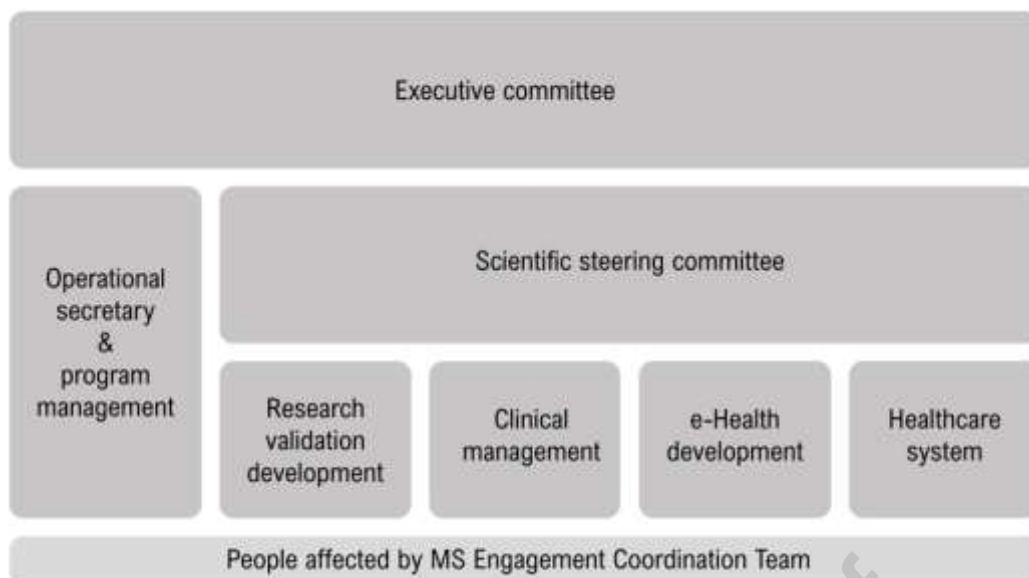 Executive committee
Operational
secretary
&
program
management
Scientific steering committee
Research
validation
development
Clinical
management
e-Health
development
Healthcare
system
People affected by MS Engagement Coordination Team